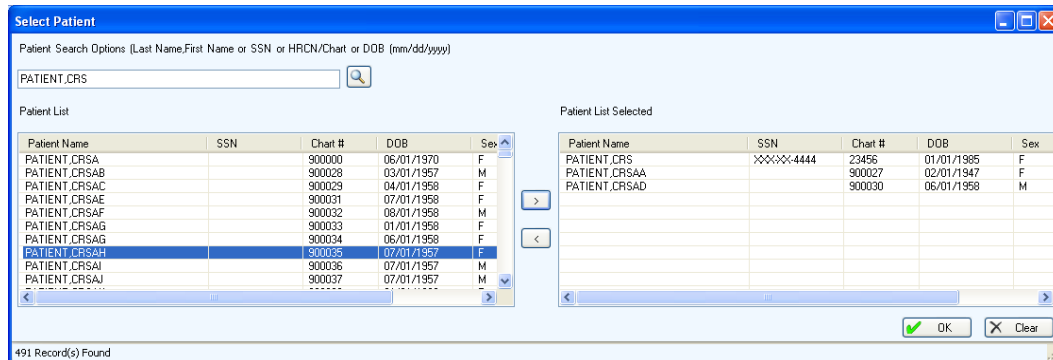 Select Patient
Patient Search Options (Last Name,First Name or SSN or HRCN/Chart or DOB (mm/dd/yyyy)
PATIENT,CRS
Patient List
Patient Name SSN Chart # DOB Sex
PATIENT,CRSA 900000 06/01/1970 F
PATIENT,CRSAB 900028 03/01/1957 M
PATIENT,CRSAC 900029 04/01/1958 F
PATIENT,CRSAE 900031 07/01/1958 F
PATIENT,CRSAF 900032 08/01/1958 M
PATIENT,CRSAG 900033 01/01/1958 F
PATIENT,CRSAG 900034 06/01/1958 F
PATIENT,CRSAH 900035 07/01/1957 F
PATIENT,CRSAI 900036 07/01/1957 M
PATIENT,CRSAJ 900037 07/01/1957 M
>
<
Patient List Selected
Patient Name SSN Chart # DOB Sex
PATIENT,CRS XXX-XX-4444 23456 01/01/1985 F
PATIENT,CRSAA 900027 02/01/1947 F
PATIENT,CRSAD 900030 06/01/1958 M
OK Clear
491 Record(s) Found